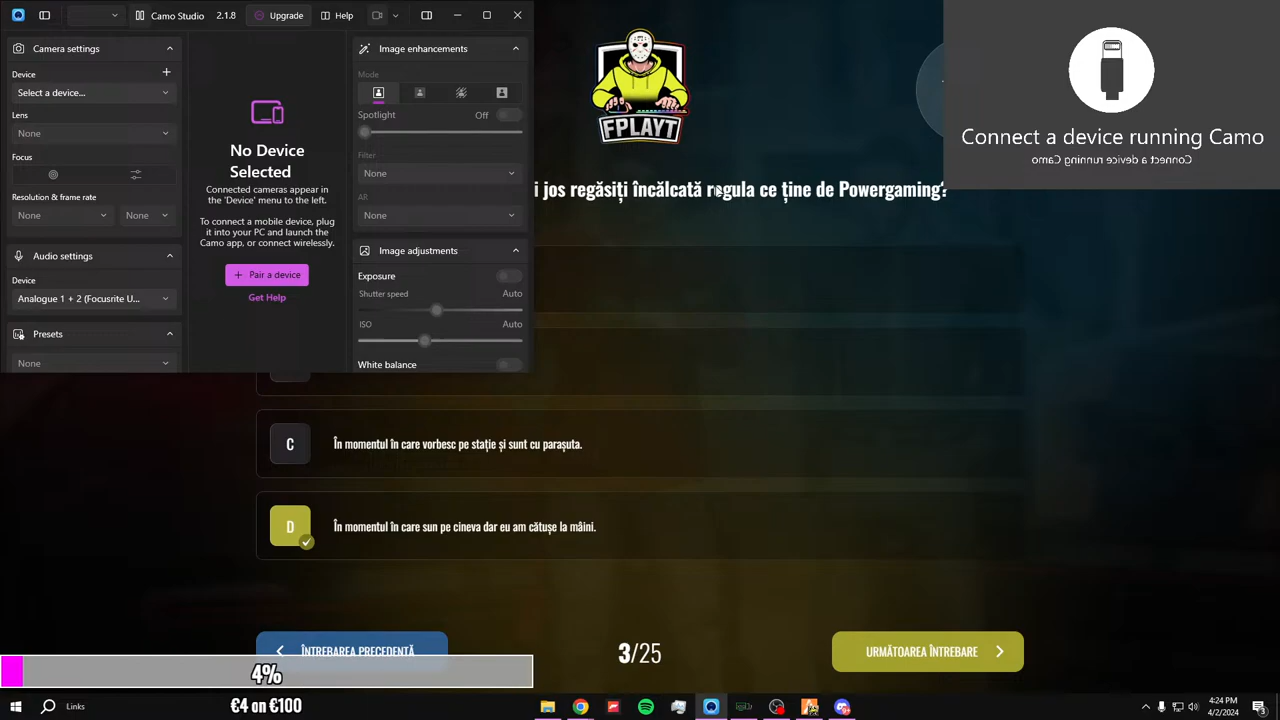 Camo Studio
2.1.8
Upgrade
Help
Camera settings
Device
Select a device...
Lens
None
Focus
Resolution & frame rate
None
None
Audio settings
Device
Analogue 1 + 2 (Focusrite U...
Presets
None
No Device
Selected
Connected cameras appear in
the 'Device' menu to the left.
To connect a mobile device, plug
it into your PC and launch the
Camo app, or connect wirelessly.
+ Pair a device
Get Help
Image enhancements
Mode
Spotlight
Off
Filter
None
AR
None
Image adjustments
Exposure
Shutter speed
Auto
ISO
Auto
White balance
FPLAYT
Connect a device running Camo
Connect a device running Camo
i jos regăsiți încălcată regula ce ține de Powergaming?
C
În momentul în care vorbesc pe stație și sunt cu parașuta.
D
În momentul în care sun pe cineva dar eu am cătușe la mâini.
ÎNTREBAREA PRECEDENTĂ
3/25
URMĂTOAREA ÎNTREBARE
4%
€4 on €100
Links
4:24 PM
4/2/2024